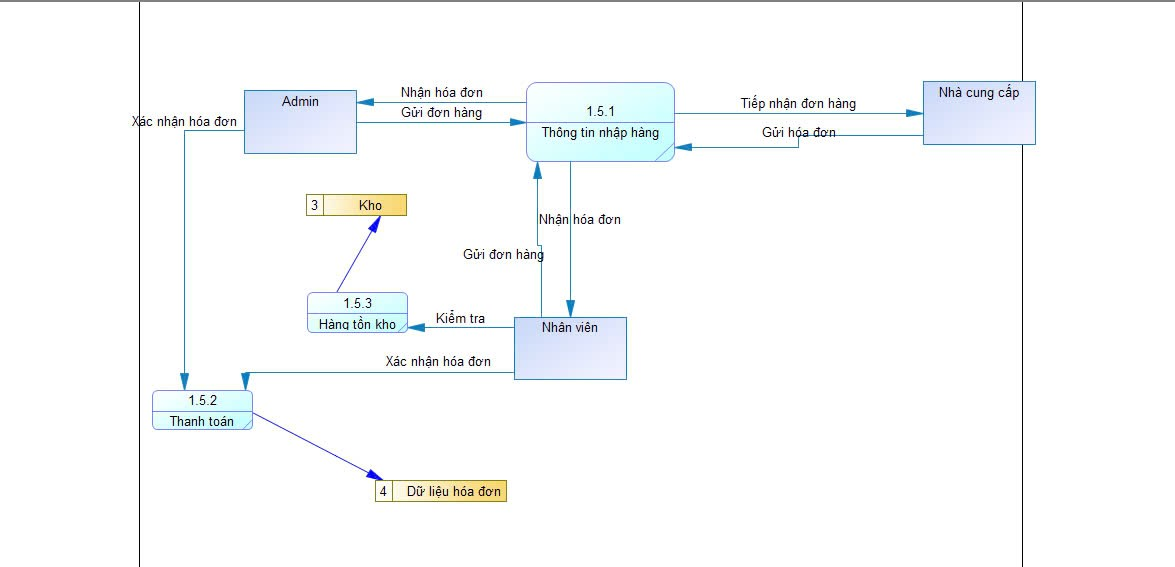 Nhận hóa đơn
Admin
Gửi đơn hàng
Xác nhận hóa đơn
1.5.1
Thông tin nhập hàng
Tiếp nhận đơn hàng
Gửi hóa đơn
Nhà cung cấp
3 Kho
Nhận hóa đơn
Gửi đơn hàng
1.5.3
Hàng tồn kho
Kiểm tra
Nhân viên
Xác nhận hóa đơn
1.5.2
Thanh toán
4 Dữ liệu hóa đơn